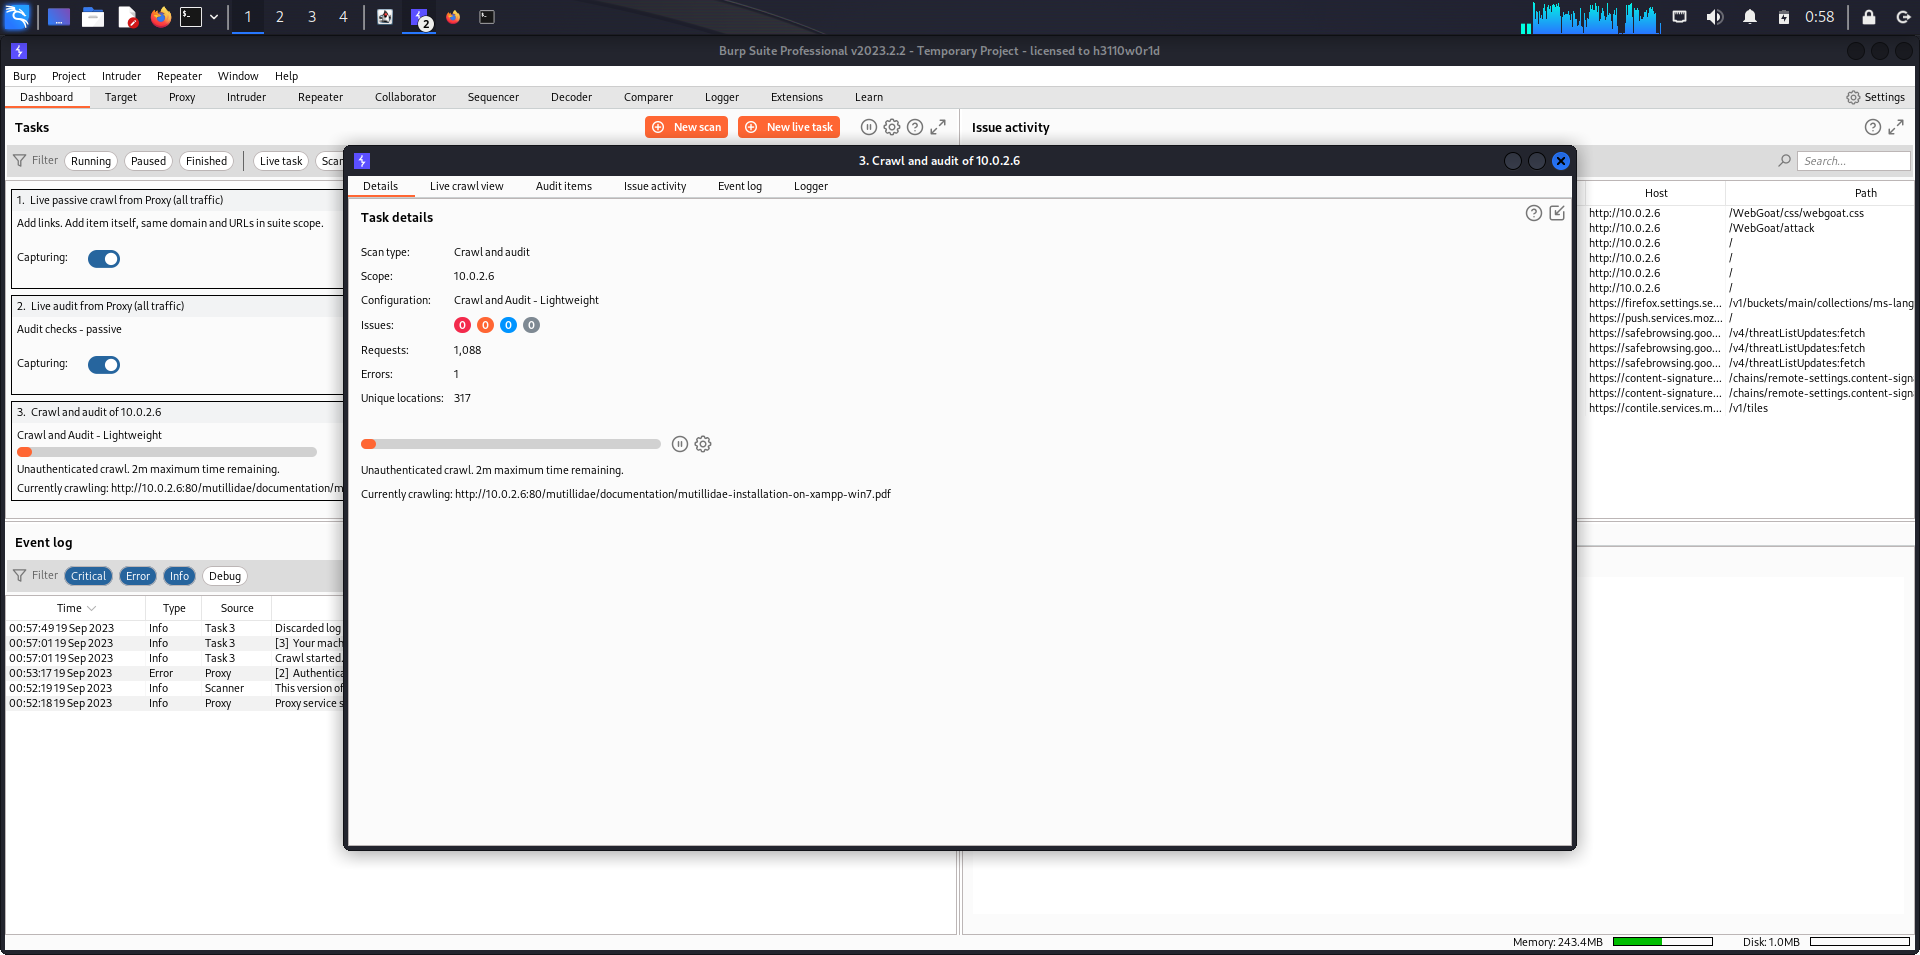 1 2 3 4 2 0:58
Burp Suite Professional v2023.2.2 - Temporary Project - licensed to h3110w0r1d
Burp Project Intruder Repeater Window Help
Dashboard Target Proxy Intruder Repeater Collaborator Sequencer Decoder Comparer Logger Extensions Learn Settings
Tasks New scan New live task
Issue activity
Filter Running Paused Finished Live task Scan
Search...
1. Live passive crawl from Proxy (all traffic)
Add links. Add item itself, same domain and URLs in suite scope.
Capturing:
2. Live audit from Proxy (all traffic)
Audit checks - passive
Capturing:
3. Crawl and audit of 10.0.2.6
Crawl and Audit - Lightweight
Unauthenticated crawl. 2m maximum time remaining.
Currently crawling: http://10.0.2.6:80/mutillidae/documentation/m
Event log
Filter Critical Error Info Debug
Time Type Source
00:57:49 19 Sep 2023 Info Task 3 Discarded log
00:57:01 19 Sep 2023 Info Task 3 [3] Your mach
00:57:01 19 Sep 2023 Info Task 3 Crawl started.
00:53:17 19 Sep 2023 Error Proxy [2] Authentica
00:52:19 19 Sep 2023 Info Scanner This version of
00:52:18 19 Sep 2023 Info Proxy Proxy service s
3. Crawl and audit of 10.0.2.6
Details Live crawl view Audit items Issue activity Event log Logger
Task details
Scan type: Crawl and audit
Scope: 10.0.2.6
Configuration: Crawl and Audit - Lightweight
Issues: 0 0 0 0
Requests: 1,088
Errors: 1
Unique locations: 317
Unauthenticated crawl. 2m maximum time remaining.
Currently crawling: http://10.0.2.6:80/mutillidae/documentation/mutillidae-installation-on-xampp-win7.pdf
Host Path
http://10.0.2.6 /WebGoat/css/webgoat.css
http://10.0.2.6 /WebGoat/attack
http://10.0.2.6 /
http://10.0.2.6 /
http://10.0.2.6 /
http://10.0.2.6 /
https://firefox.settings.se... /v1/buckets/main/collections/ms-lang
https://push.services.moz... /
https://safebrowsing.goo... /v4/threatListUpdates:fetch
https://safebrowsing.goo... /v4/threatListUpdates:fetch
https://safebrowsing.goo... /v4/threatListUpdates:fetch
https://content-signature... /chains/remote-settings.content-sign
https://content-signature... /chains/remote-settings.content-sign
https://contile.services.m... /v1/tiles
Memory: 243.4MB Disk: 1.0MB